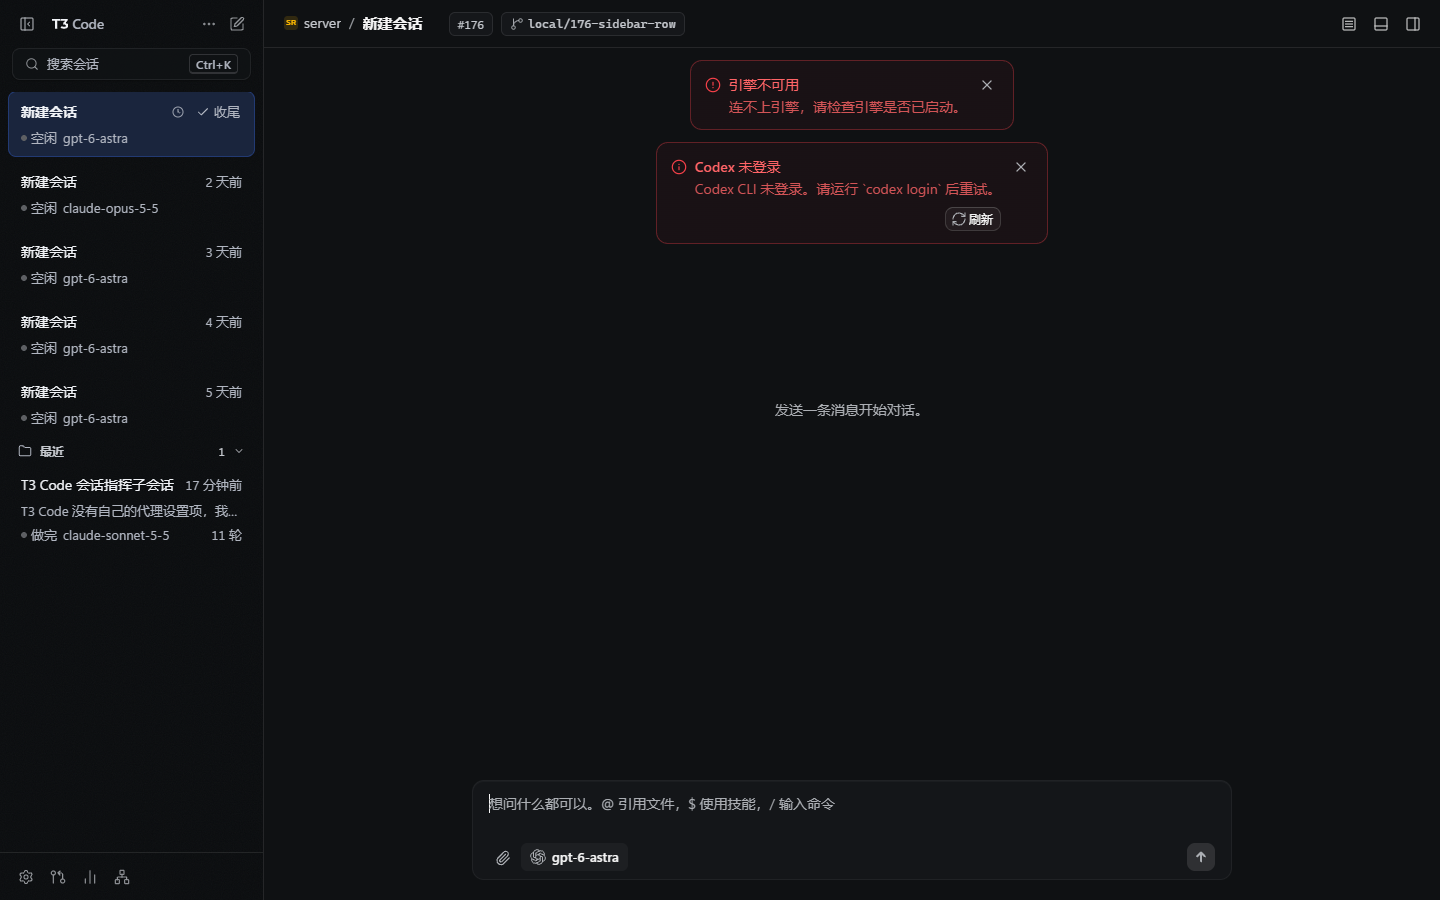 T3 Code
搜索会话 Ctrl+K
新建会话 收尾
空闲 gpt-6-astra
新建会话 2 天前
空闲 claude-opus-5-5
新建会话 3 天前
空闲 gpt-6-astra
新建会话 4 天前
空闲 gpt-6-astra
新建会话 5 天前
空闲 gpt-6-astra
最近 1
T3 Code 会话指挥子会话 17 分钟前
T3 Code 没有自己的代理设置项，我...
做完 claude-sonnet-5-5 11 轮
SR server / 新建会话 #176 local/176-sidebar-row
引擎不可用
连不上引擎，请检查引擎是否已启动。
Codex 未登录
Codex CLI 未登录。请运行 `codex login` 后重试。
刷新
发送一条消息开始对话。
想问什么都可以。@ 引用文件，$ 使用技能，/ 输入命令
gpt-6-astra